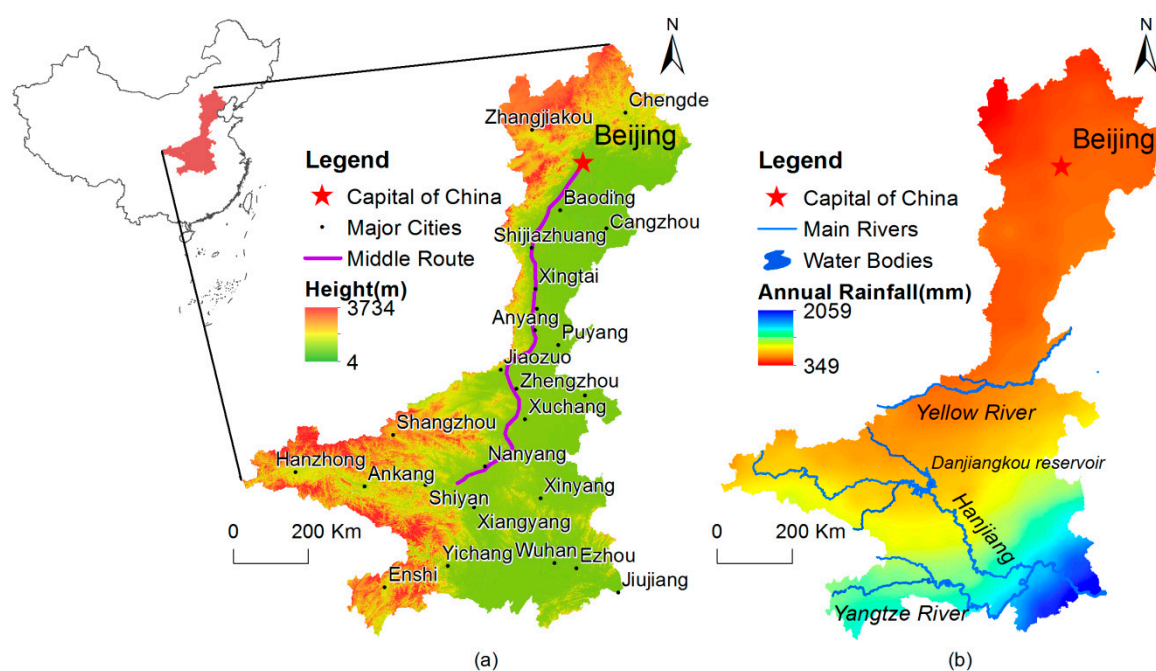 N
Chengde
Zhangjiakou
Beijing
Legend
Capital of China
Major Cities
Middle Route
Height(m)
3734
4
Baoding
Cangzhou
Shijiazhuang
Xingtai
Anyang
Puyang
Jiaozuo
Zhengzhou
Xuchang
Shangzhou
Hanzhong
Ankang
Nanyang
Shiyan
Xinyang
Xiangyang
0 200 Km
Yichang
Wuhan
Ezhou
Enshi
Jiujiang
(a)
N
Beijing
Legend
Capital of China
Main Rivers
Water Bodies
Annual Rainfall(mm)
2059
349
Yellow River
Danjiangkou reservoir
Hanjiang
0 200 Km
Yangtze River
(b)